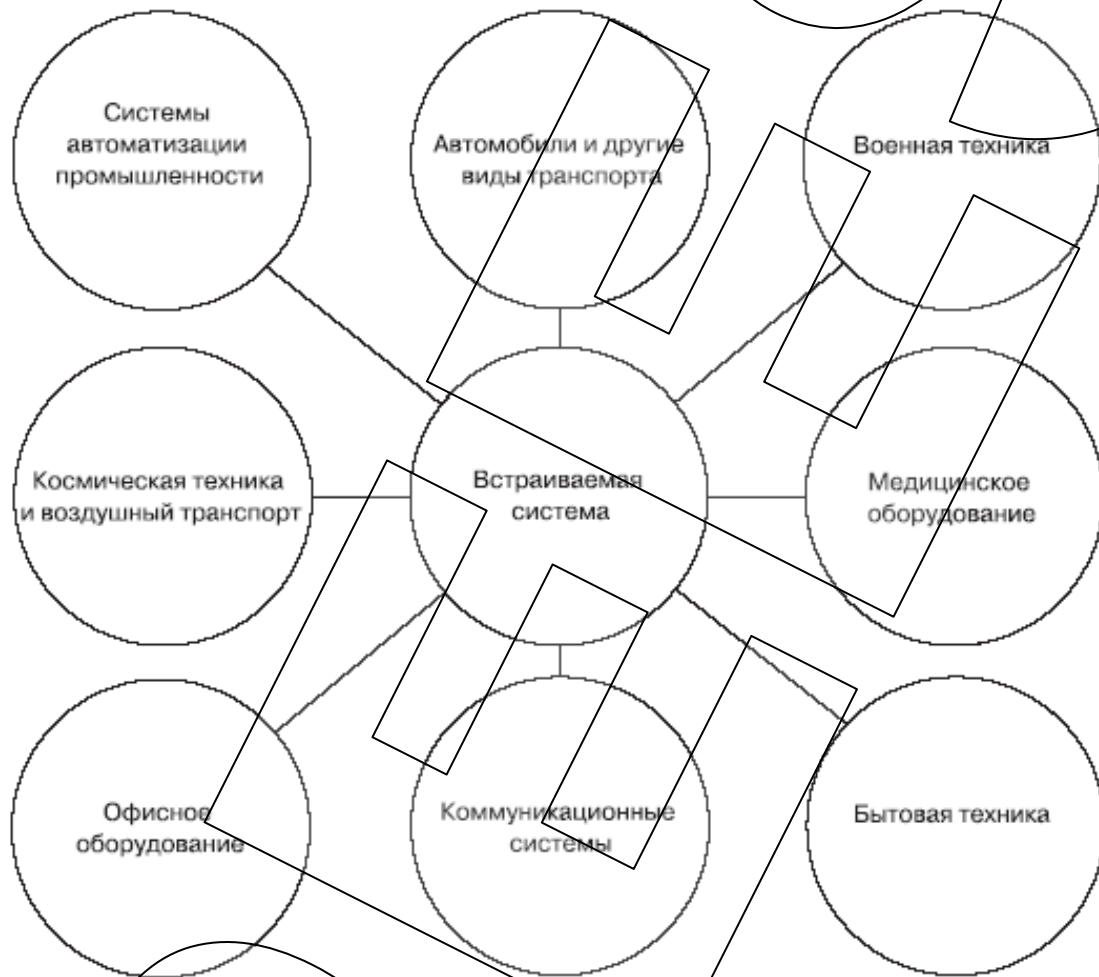 Системы
автоматизации
промышленности
Автомобили и другие
виды транспорта
Военная техника
Космическая техника
и воздушный транспорт
Встраиваемая
система
Медицинское
оборудование
Офисное
оборудование
Коммуникационные
системы
Бытовая техника